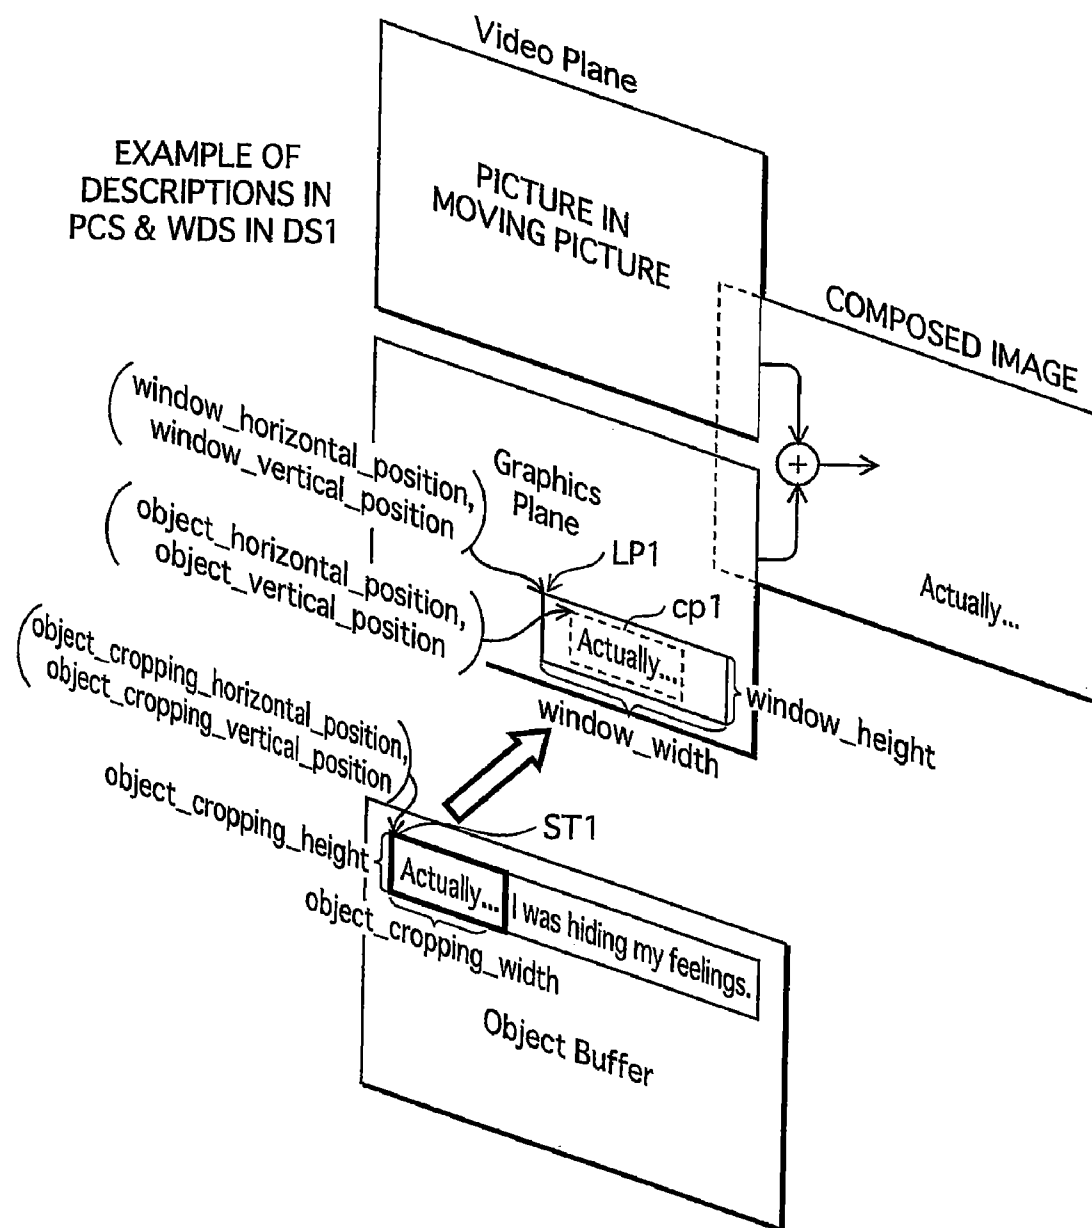 Video Plane
EXAMPLE OF
DESCRIPTIONS IN
PCS & WDS IN DS1
PICTURE IN
MOVING PICTURE
COMPOSED IMAGE
(window_horizontal_position,
window_vertical_position)
Graphics
Plane
(object_horizontal_position,
object_vertical_position)
LP1
cp1
Actually...
Actually...
(object_cropping_horizontal_position,
object_cropping_vertical_position)
window_height
window_width
object_cropping_height
ST1
Actually... I was hiding my feelings.
object_cropping_width
Object Buffer